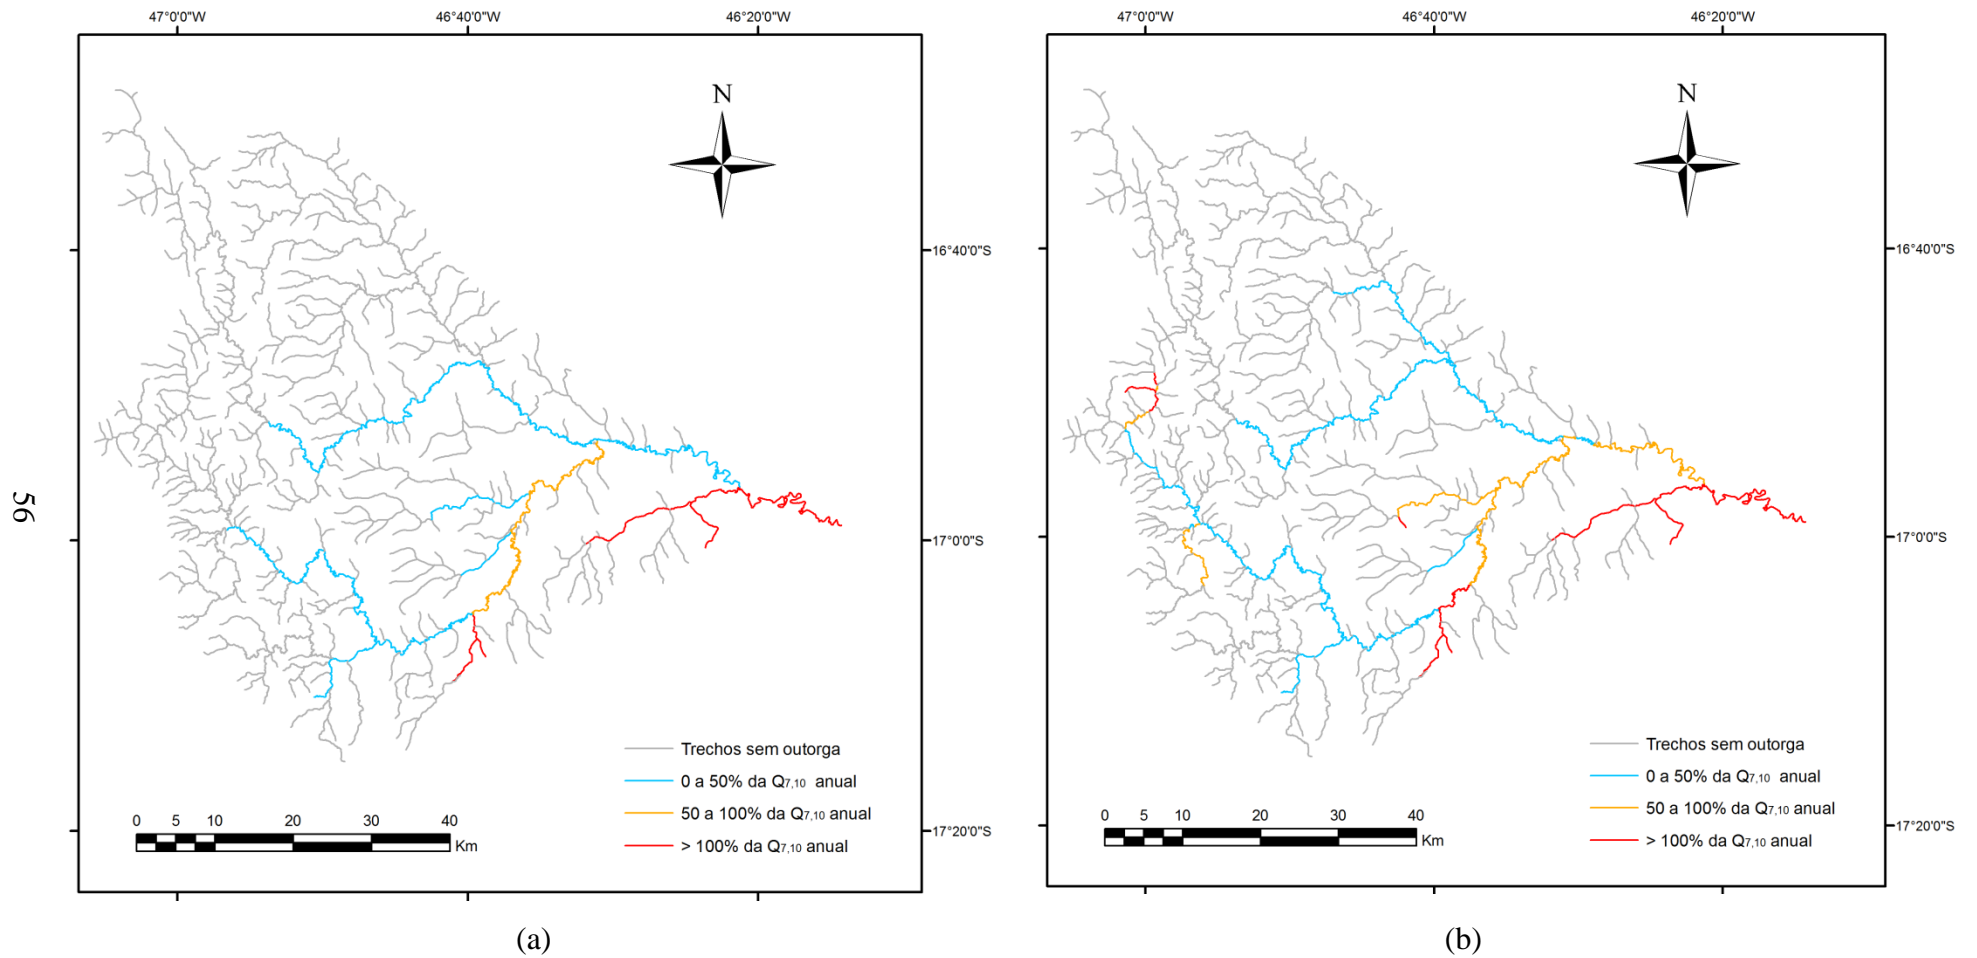 47°0'0"W 46°40'0"W 46°20'0"W
N
16°40'0"S
17°0'0"S
17°20'0"S
Trechos sem outorga
0 a 50% da Q7,10 anual
50 a 100% da Q7,10 anual
> 100% da Q7,10 anual
0 5 10 20 30 40
Km
(a)
47°0'0"W 46°40'0"W 46°20'0"W
N
16°40'0"S
17°0'0"S
17°20'0"S
Trechos sem outorga
0 a 50% da Q7,10 anual
50 a 100% da Q7,10 anual
> 100% da Q7,10 anual
0 5 10 20 30 40
Km
(b)
56